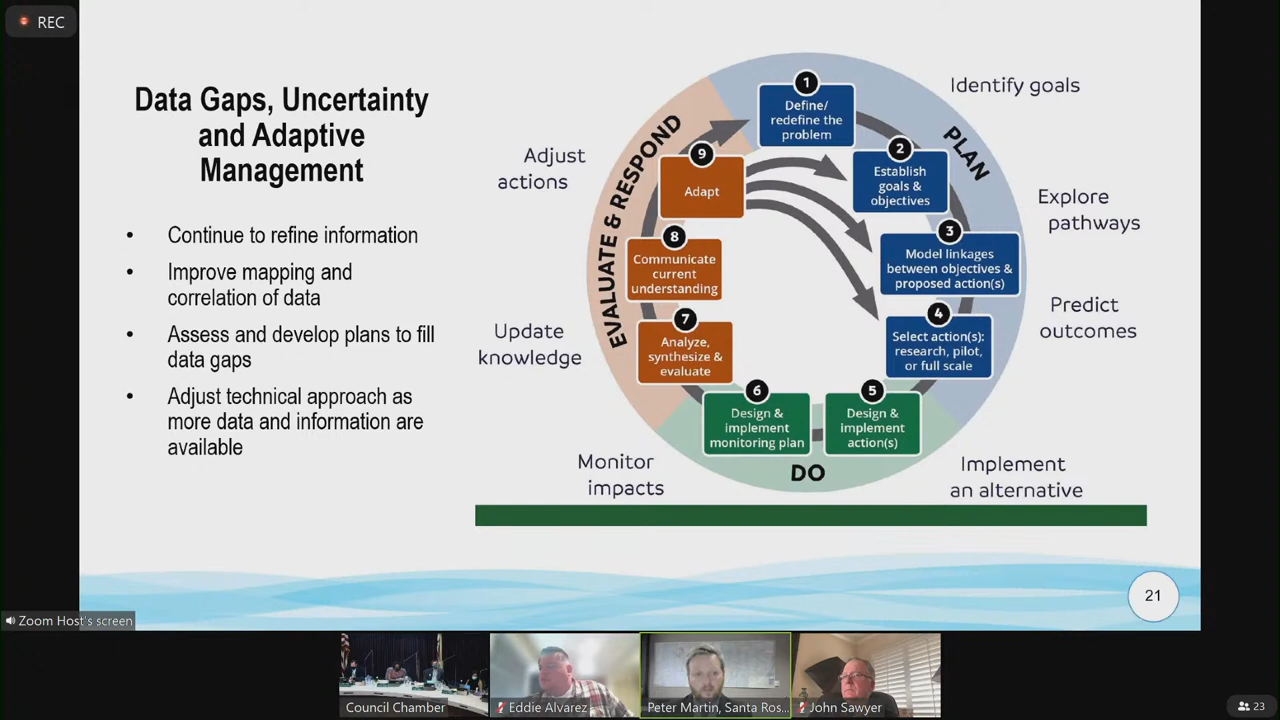 REC
Data Gaps, Uncertainty
and Adaptive
Management
• Continue to refine information
• Improve mapping and
correlation of data
• Assess and develop plans to fill
data gaps
• Adjust technical approach as
more data and information are
available
Identify goals
Explore
pathways
Predict
outcomes
Implement
an alternative
Monitor
impacts
Update
knowledge
Adjust
actions
PLAN
DO
EVALUATE & RESPOND
1
Define/
redefine the
problem
2
Establish
goals &
objectives
3
Model linkages
between objectives &
proposed action(s)
4
Select action(s):
research, pilot,
or full scale
5
Design &
implement
action(s)
6
Design &
implement
monitoring plan
7
Analyze,
synthesize &
evaluate
8
Communicate
current
understanding
9
Adapt
21
Zoom Host's screen
Council Chamber
Eddie Alvarez
Peter Martin, Santa Ros...
John Sawyer
23